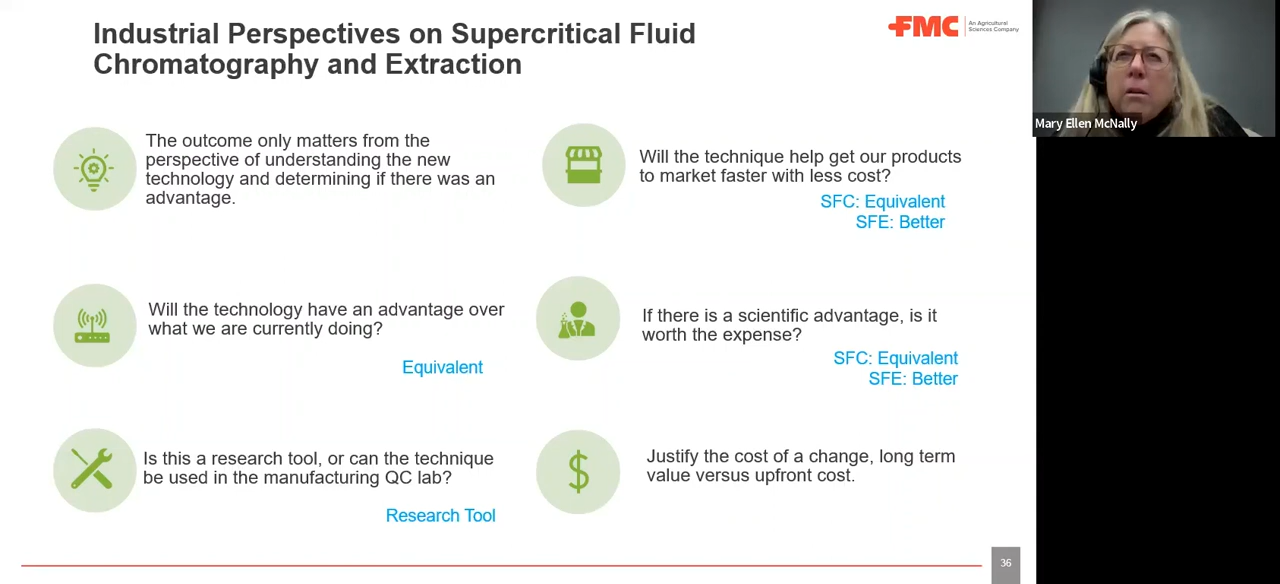 Industrial Perspectives on Supercritical Fluid
Chromatography and Extraction
FMC
An Agricultural
Sciences Company
Mary Ellen McNally
The outcome only matters from the
perspective of understanding the new
technology and determining if there was an
advantage.
Will the technique help get our products
to market faster with less cost?
SFC: Equivalent
SFE: Better
Will the technology have an advantage over
what we are currently doing?
Equivalent
If there is a scientific advantage, is it
worth the expense?
SFC: Equivalent
SFE: Better
Is this a research tool, or can the technique
be used in the manufacturing QC lab?
Research Tool
$
Justify the cost of a change, long term
value versus upfront cost.
36